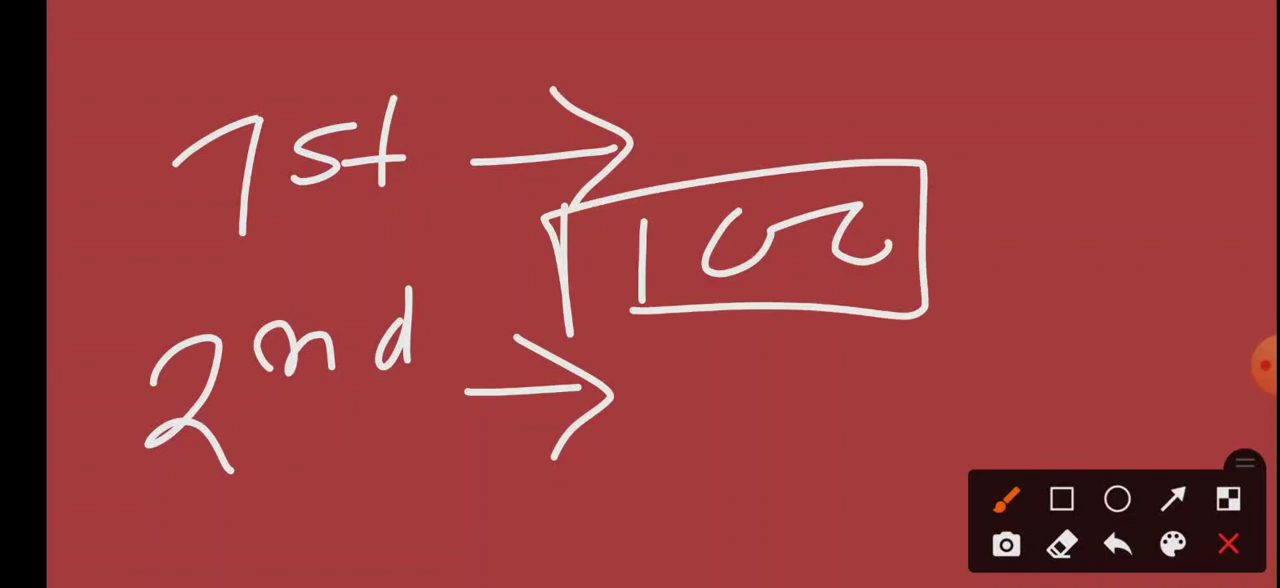 1st →
100
2nd →